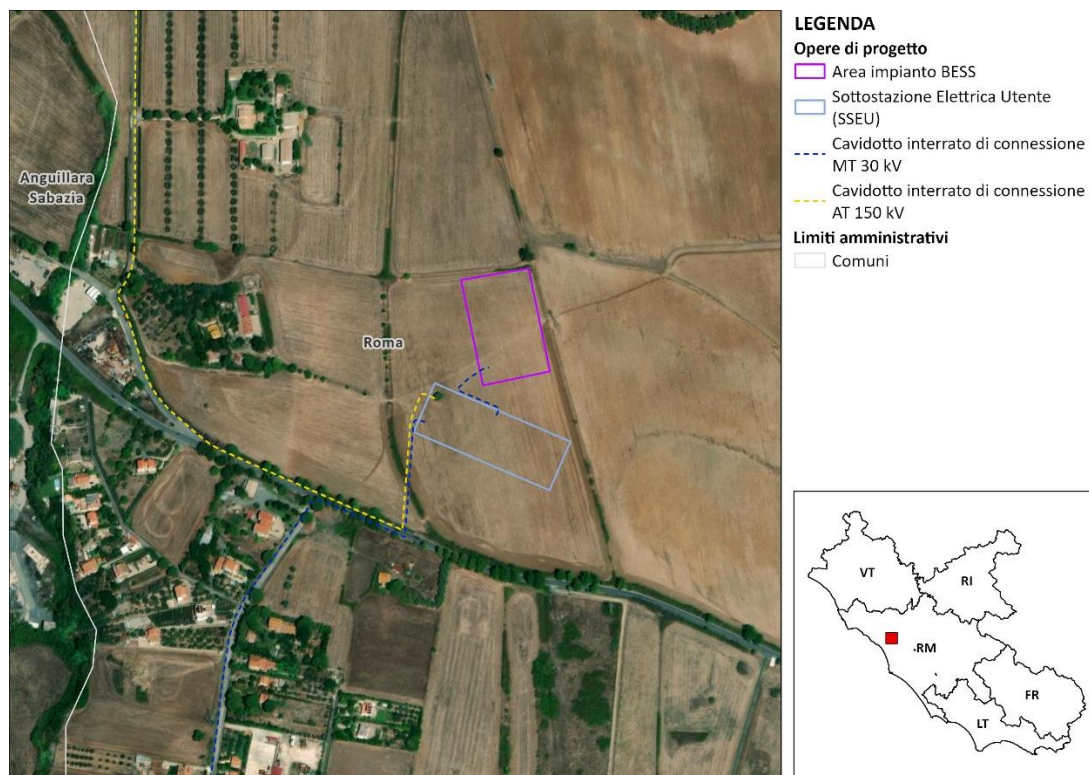 LEGENDA
Opere di progetto
Area impianto BESS
Sottostazione Elettrica Utente
(SSEU)
Cavidotto interrato di connessione
MT 30 kV
Cavidotto interrato di connessione
AT 150 kV
Limiti amministrativi
Comuni
Anguillara
Sabazia
Roma
VT
RI
RM
FR
LT